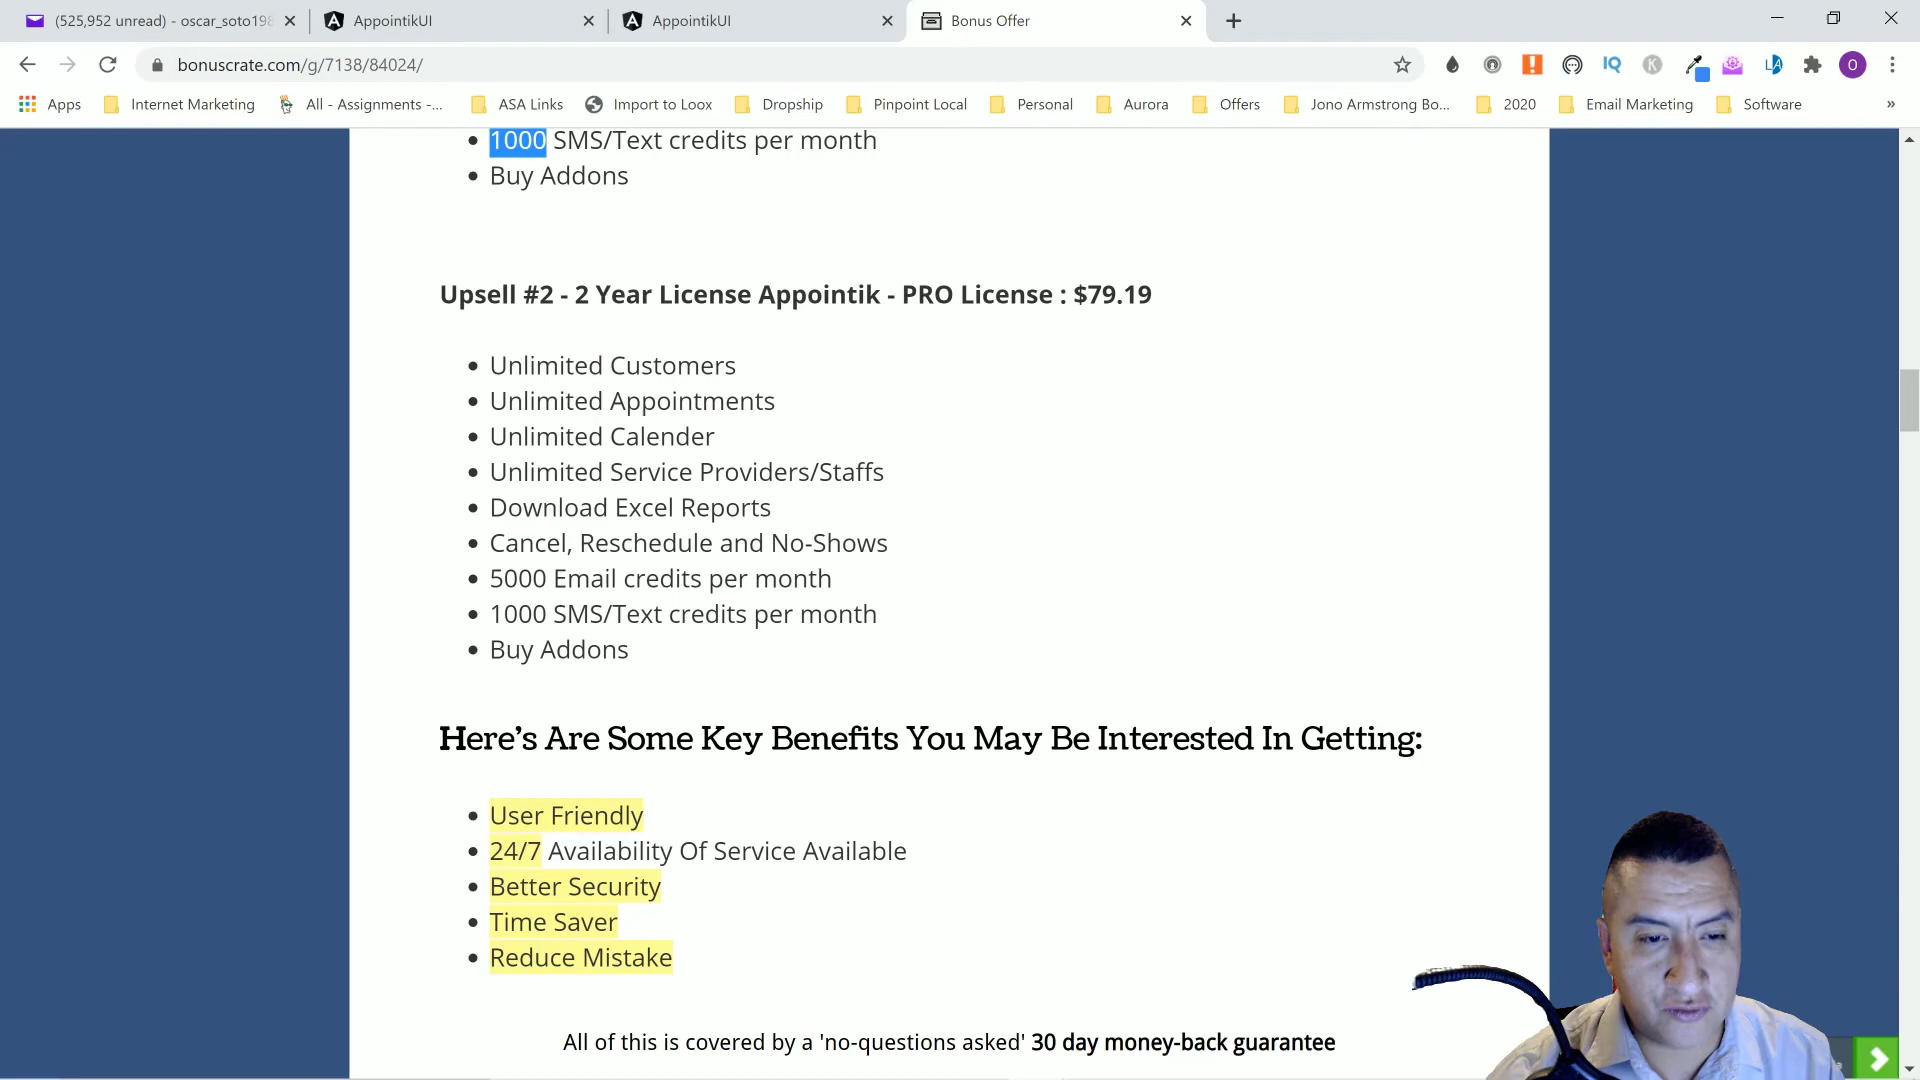 (525,952 unread) - oscar_soto198
AppointikUI
AppointikUI
Bonus Offer
bonuscrate.com/g/7138/84024/
IQ
K
LA
O
Apps
Internet Marketing
All - Assignments -...
ASA Links
Import to Loox
Dropship
Pinpoint Local
Personal
Aurora
Offers
Jono Armstrong Bo...
2020
Email Marketing
Software
»
1000 SMS/Text credits per month
Buy Addons
Upsell #2 - 2 Year License Appointik - PRO License : $79.19
Unlimited Customers
Unlimited Appointments
Unlimited Calender
Unlimited Service Providers/Staffs
Download Excel Reports
Cancel, Reschedule and No-Shows
5000 Email credits per month
1000 SMS/Text credits per month
Buy Addons
Here's Are Some Key Benefits You May Be Interested In Getting:
User Friendly
24/7 Availability Of Service Available
Better Security
Time Saver
Reduce Mistake
All of this is covered by a 'no-questions asked' 30 day money-back guarantee